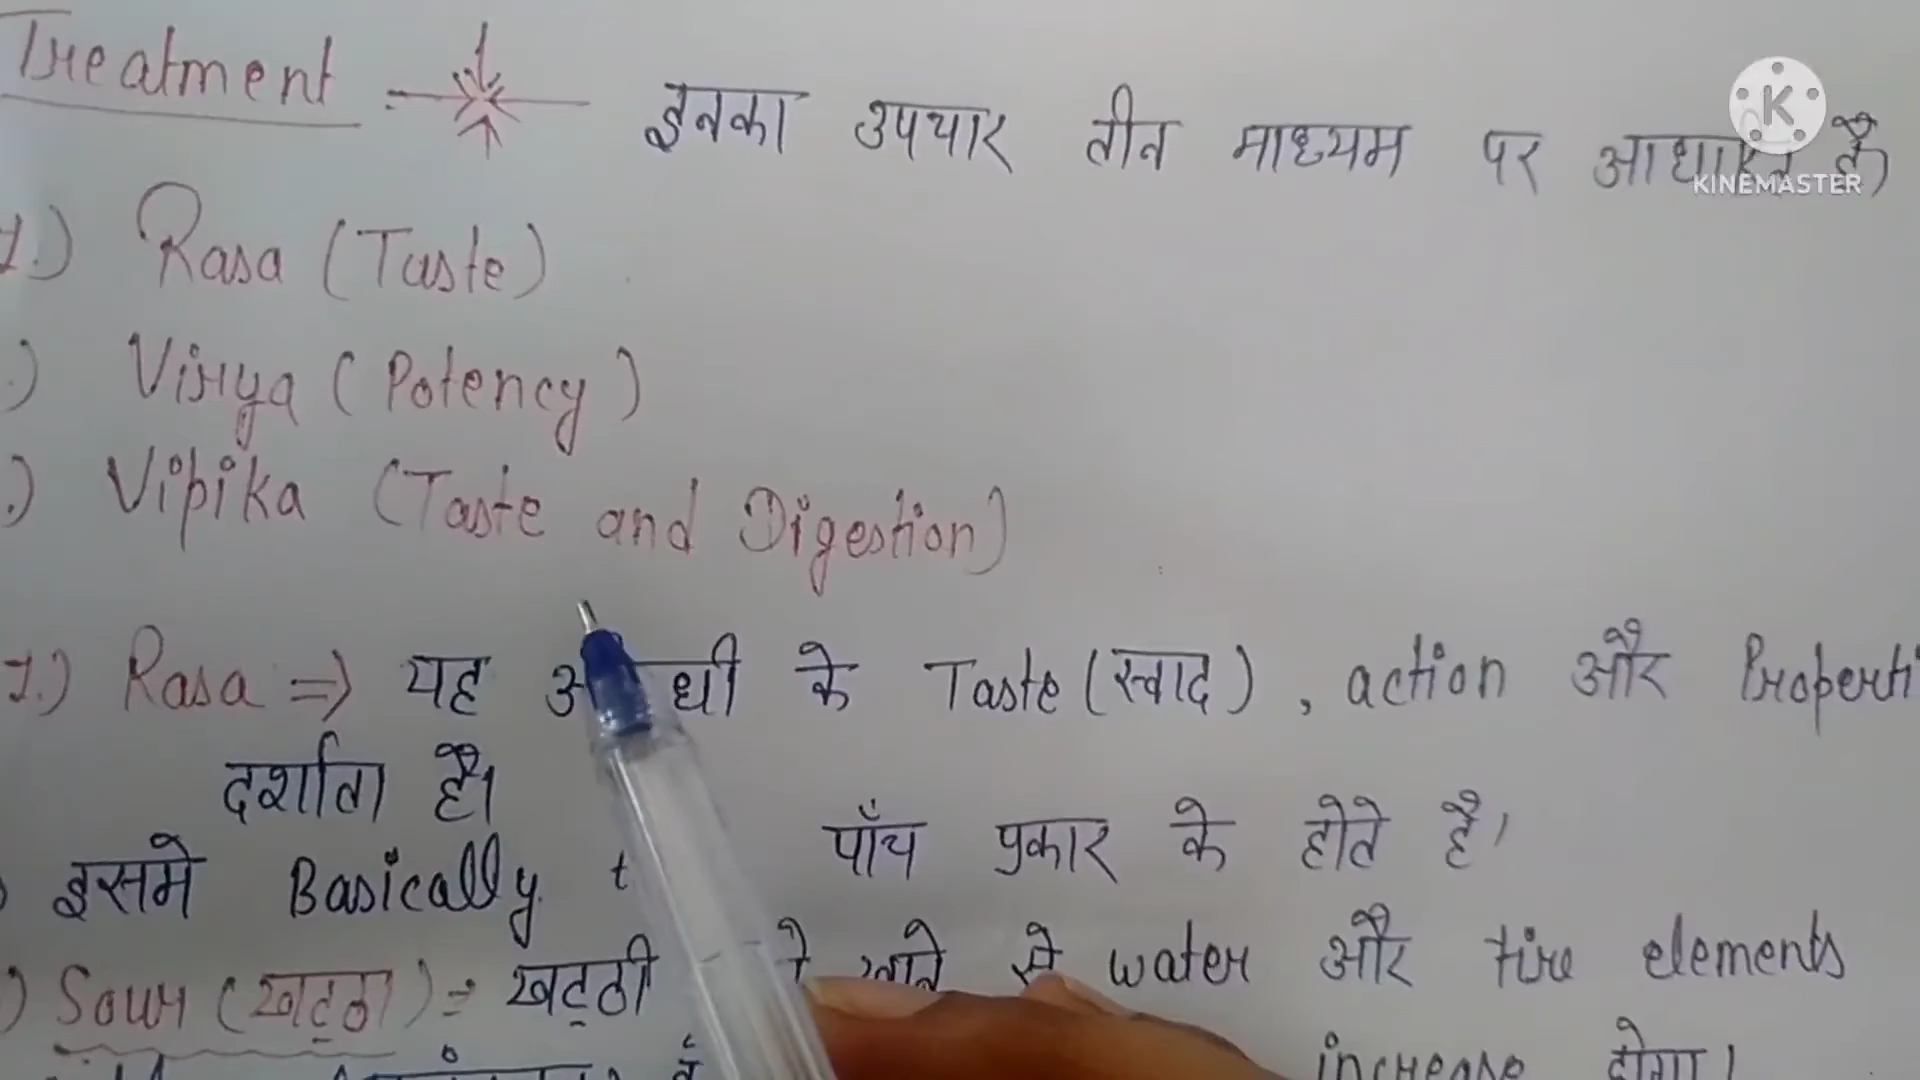 Treatment → इनका उपचार तीन माध्यम पर है
KINEMASTER
1.) Rasa (Taste)
.) Virya (Potency)
.) Vipika (Taste and Digestion)
1.) Rasa ⇒ यह के Taste (स्वाद), action और
दर्शाता है।
इसमे Basically पाँच प्रकार के होते है।
) Sour (खट्ठा) = खट्ठी खाने से water और fire elements
increase होगा।